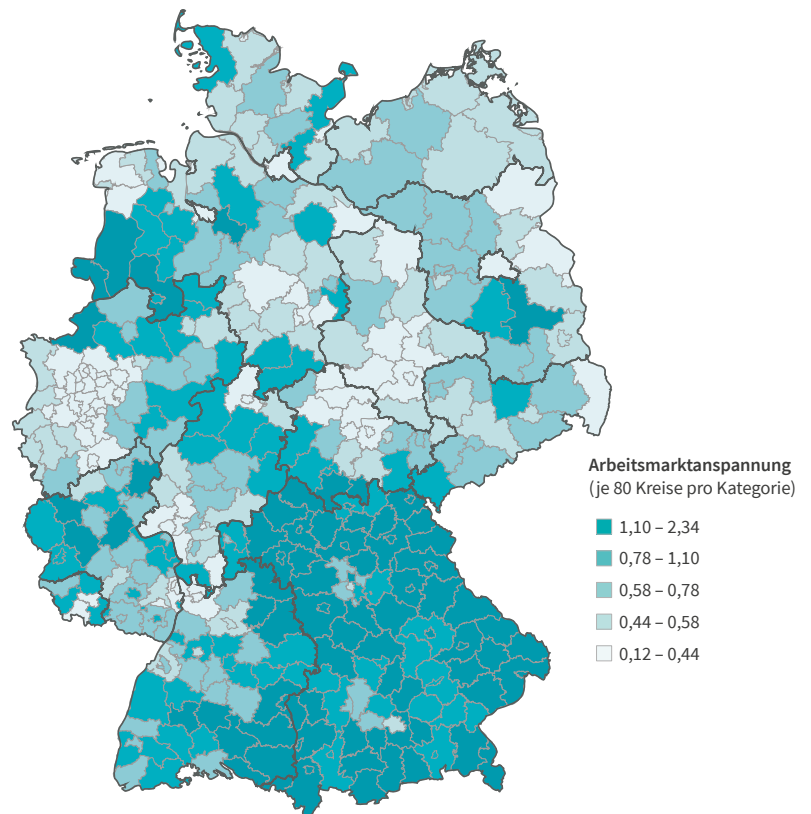 Arbeitsmarktanspannung
(je 80 Kreise pro Kategorie)
1,10 – 2,34
0,78 – 1,10
0,58 – 0,78
0,44 – 0,58
0,12 – 0,44